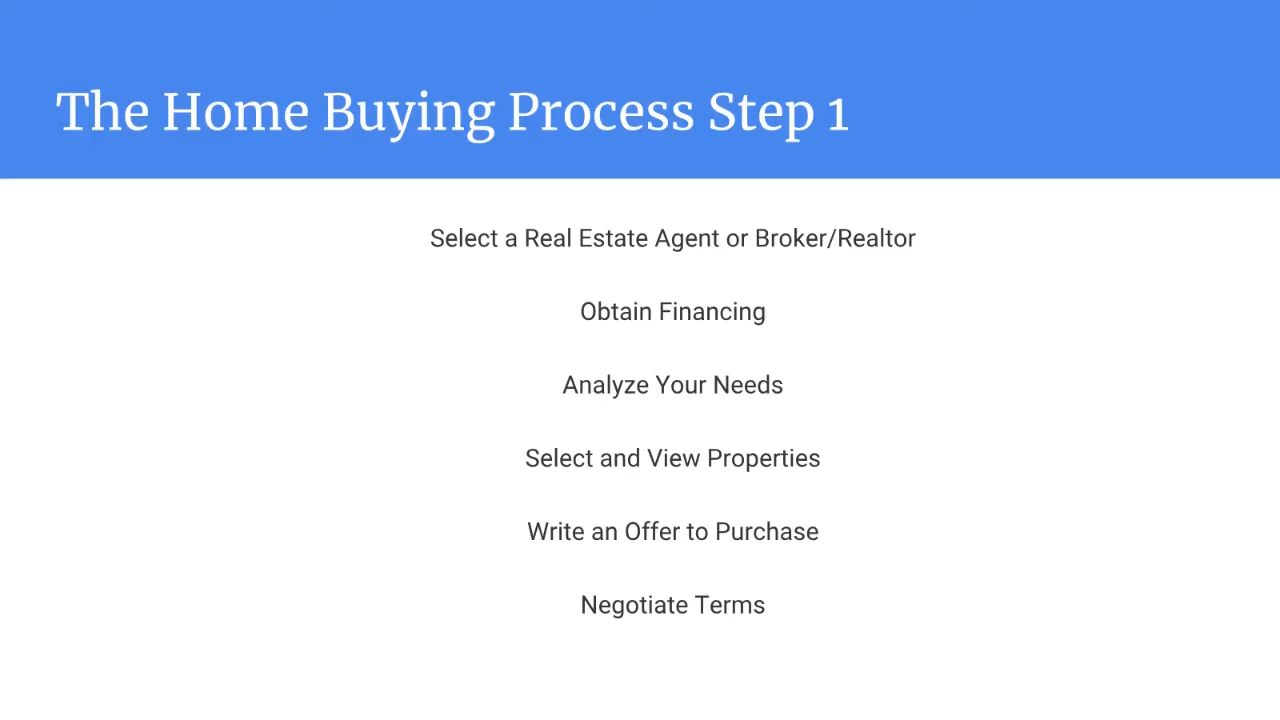 The Home Buying Process Step 1
Select a Real Estate Agent or Broker/Realtor
Obtain Financing
Analyze Your Needs
Select and View Properties
Write an Offer to Purchase
Negotiate Terms